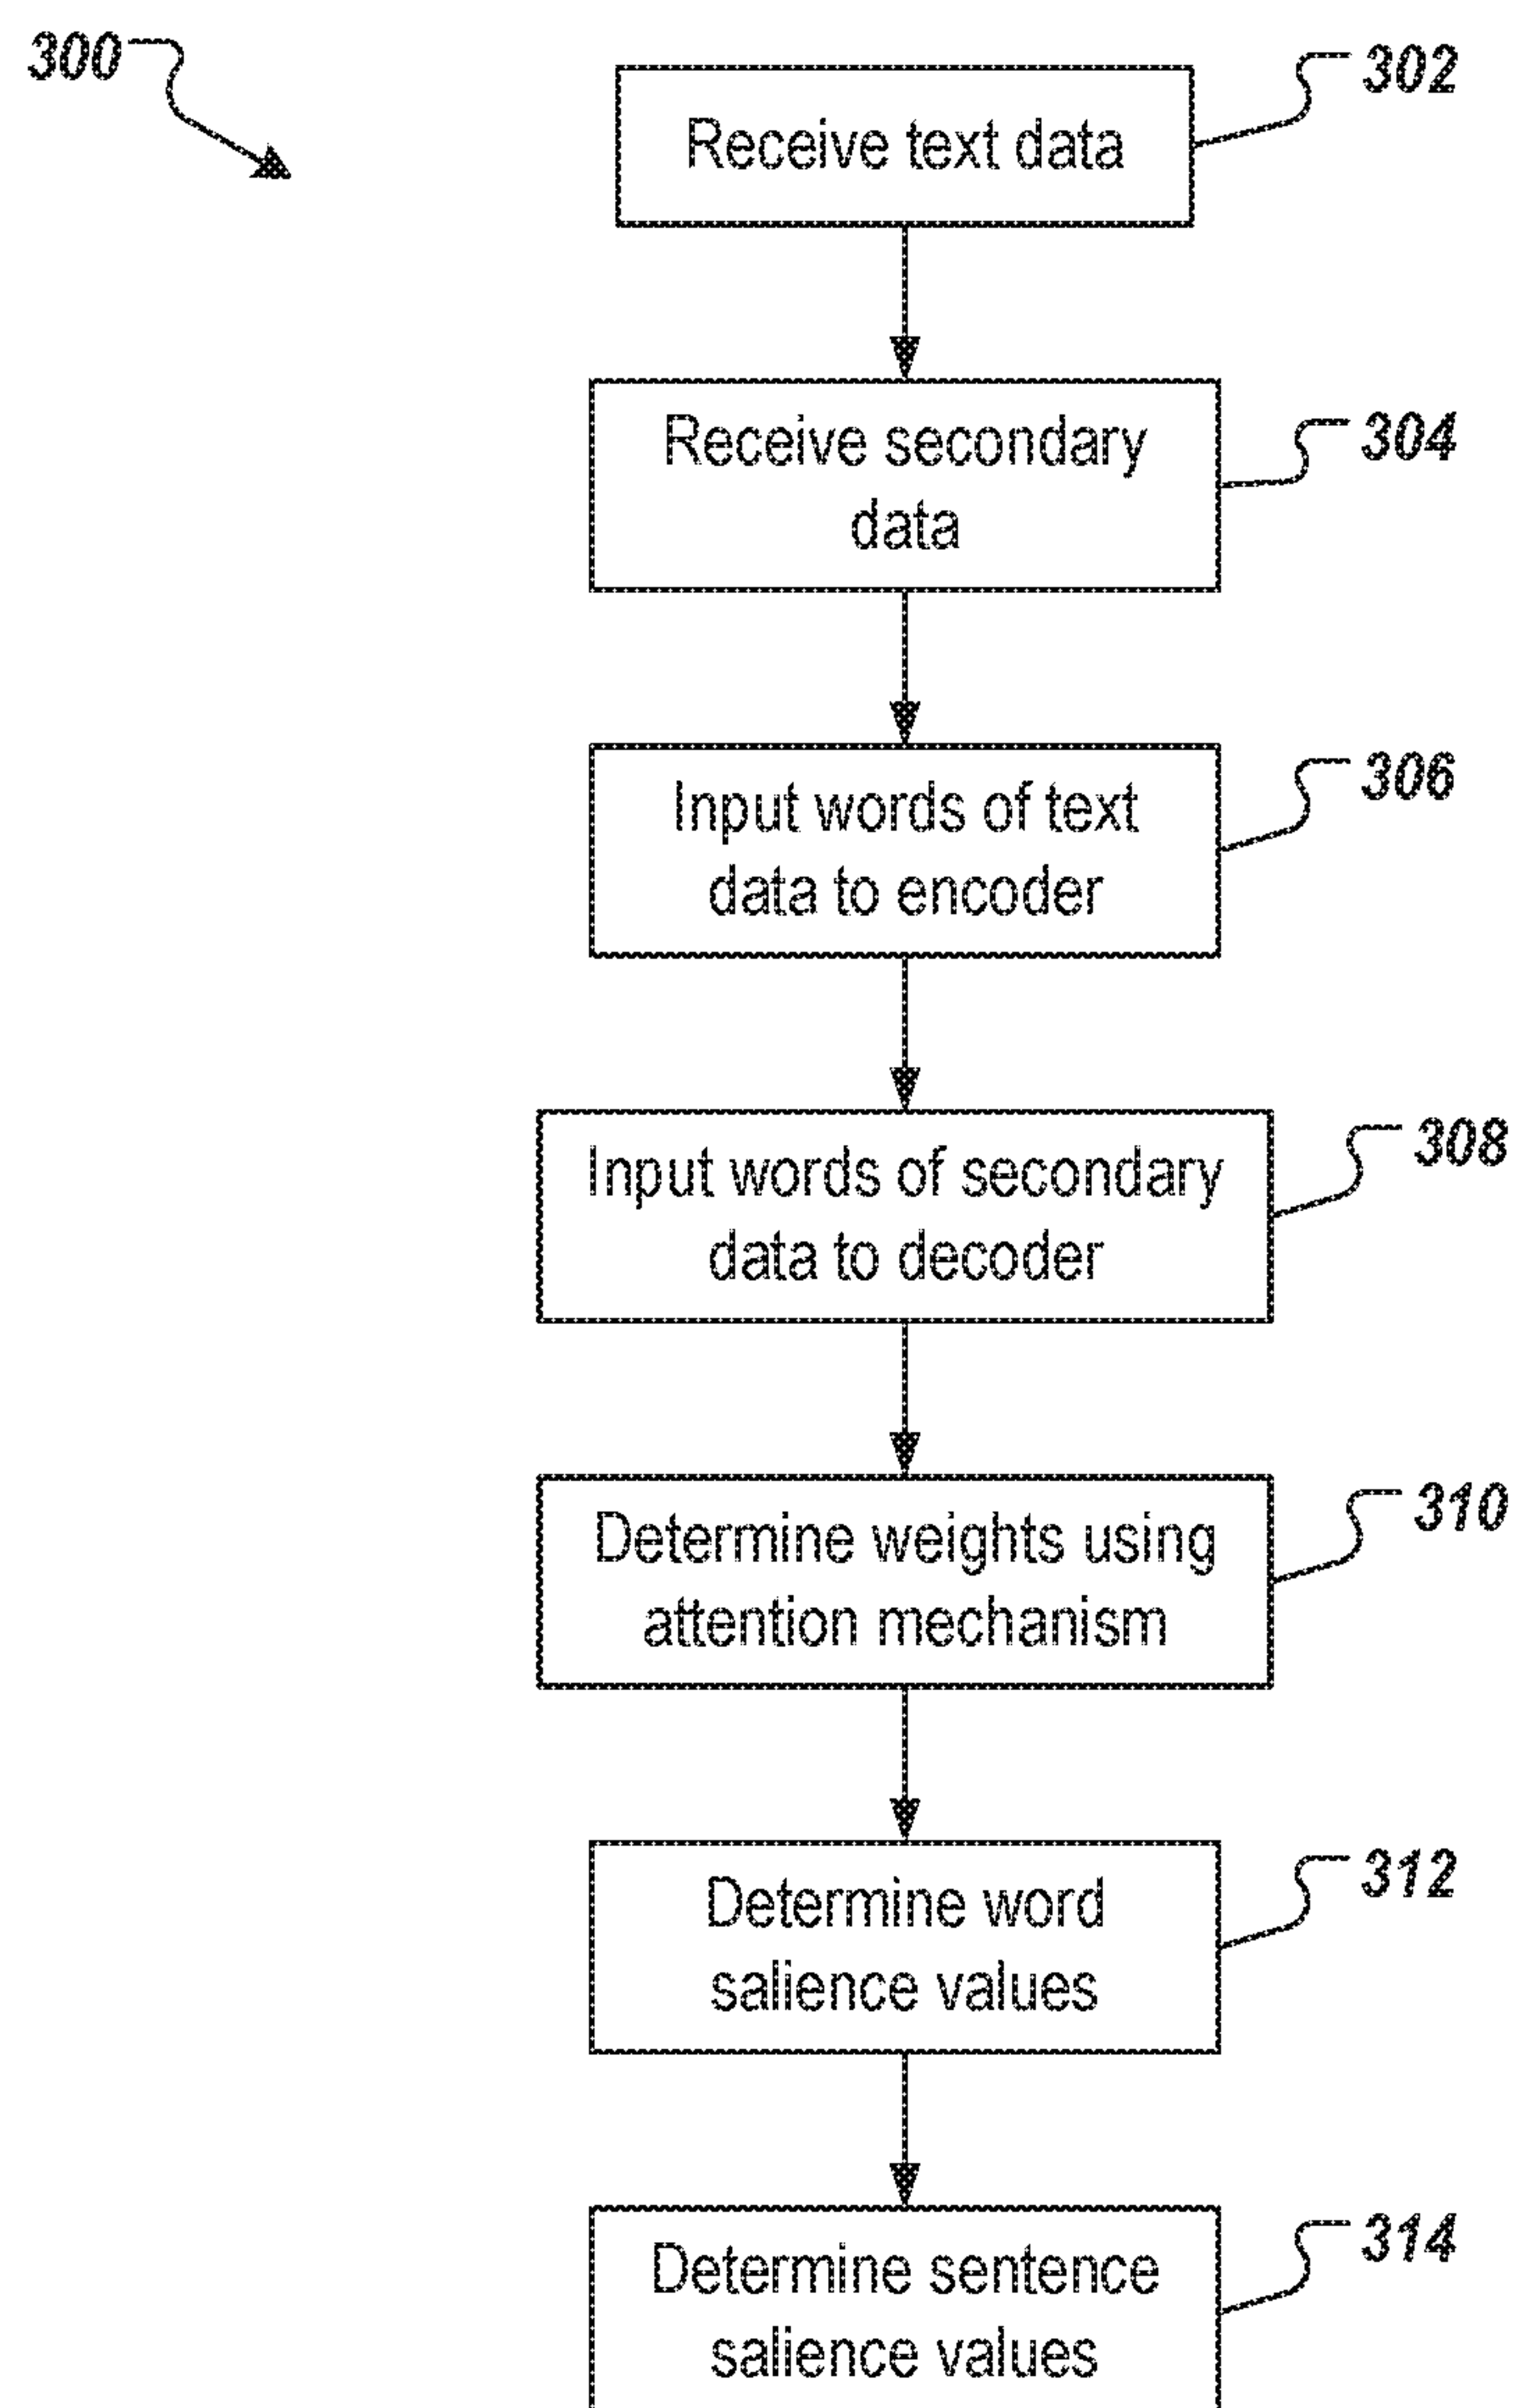 300
302
Receive text data
304
Receive secondary
data
306
Input words of text
data to encoder
308
Input words of secondary
data to decoder
310
Determine weights using
attention mechanism
312
Determine word
salience values
314
Determine sentence
salience values